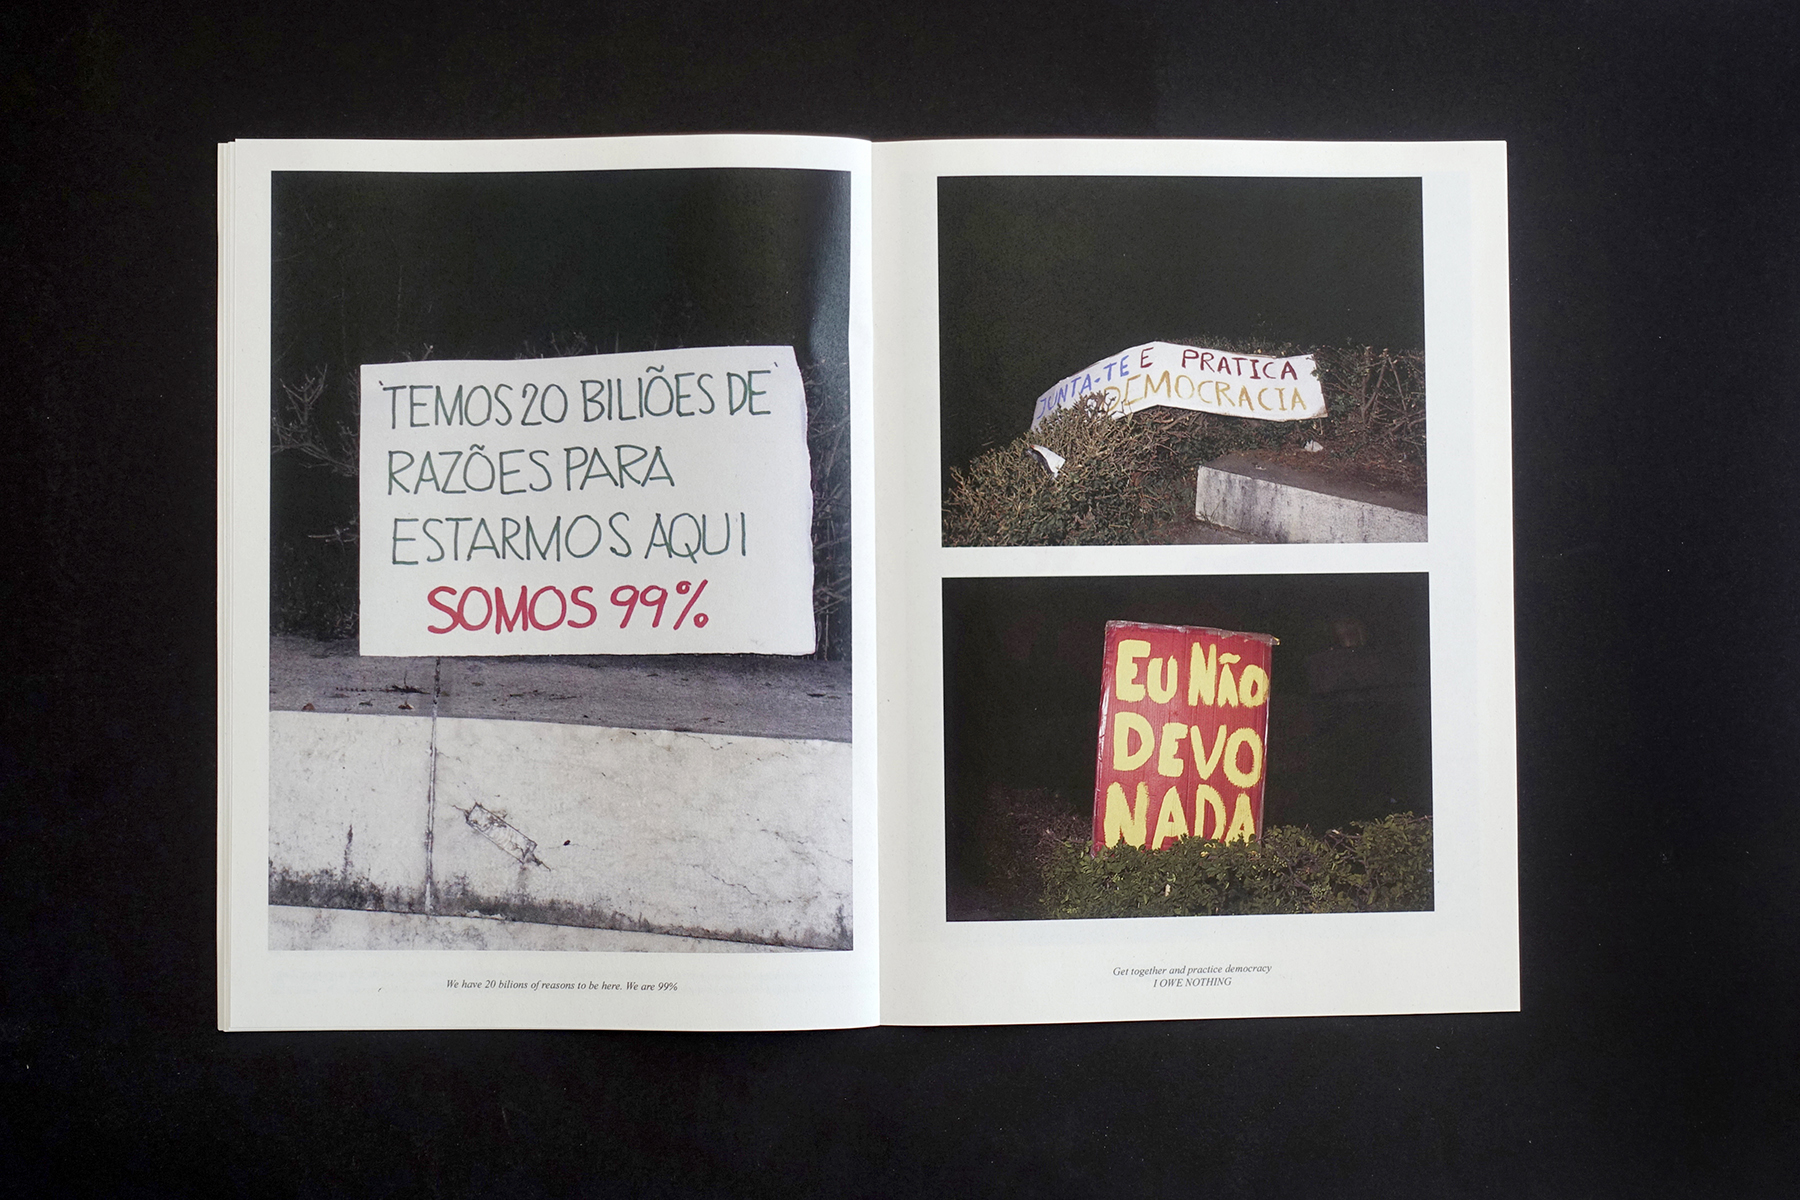 'TEMOS 20 BILIÕES DE'
RAZÕES PARA
ESTARMOS AQUI
SOMOS 99%
We have 20 bilions of reasons to be here. We are 99%
JUNTA-TE E PRATICA
DEMOCRACIA
EU NÃO
DEVO
NADA
Get together and practice democracy
I OWE NOTHING